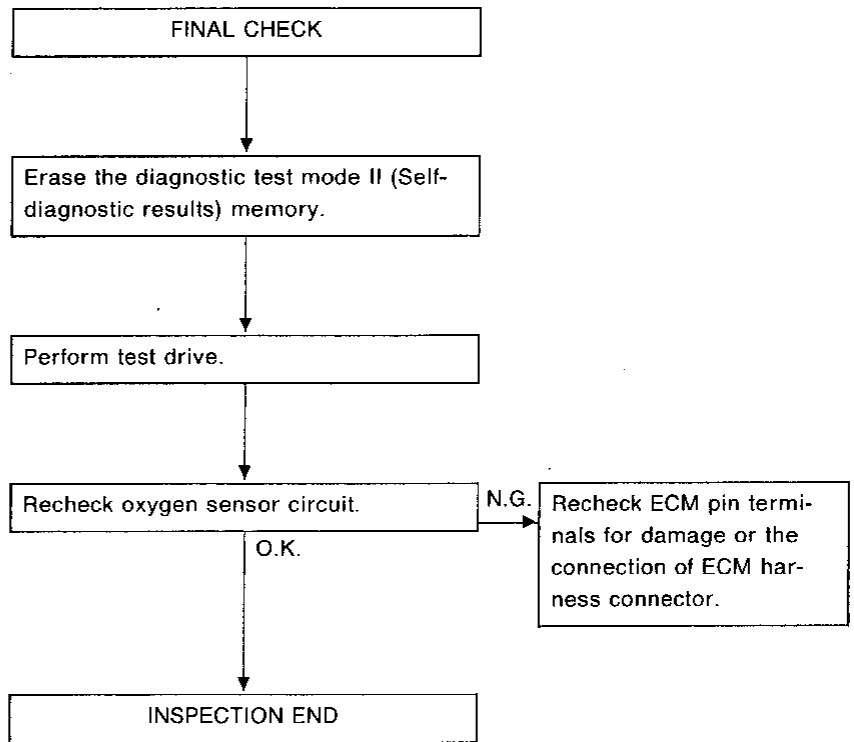 FINAL CHECK
Erase the diagnostic test mode II (Self-
diagnostic results) memory.
Perform test drive.
Recheck oxygen sensor circuit.
N.G.
Recheck ECM pin termi-
nals for damage or the
connection of ECM har-
ness connector.
O.K.
INSPECTION END